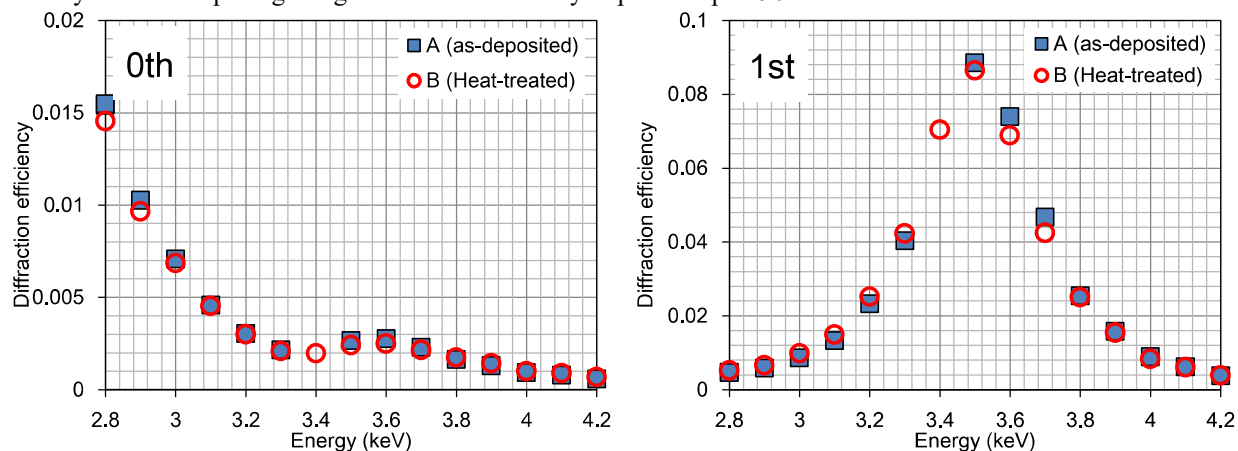 0.02
0th
A (as-deposited)
B (Heat-treated)
0.015
0.01
0.005
0
Diffraction efficiency
2.8 3 3.2 3.4 3.6 3.8 4 4.2
Energy (keV)
0.1
1st
A (as-deposited)
B (Heat-treated)
0.08
0.06
0.04
0.02
0
Diffraction efficiency
2.8 3 3.2 3.4 3.6 3.8 4 4.2
Energy (keV)